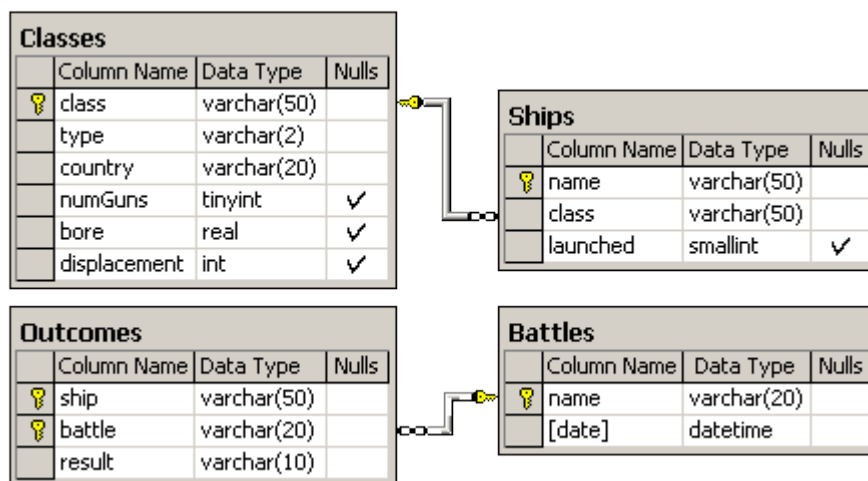 Classes
Column Name Data Type Nulls
class varchar(50)
type varchar(2)
country varchar(20)
numGuns tinyint
bore real
displacement int
Ships
Column Name Data Type Nulls
name varchar(50)
class varchar(50)
launched smallint
Outcomes
Column Name Data Type Nulls
ship varchar(50)
battle varchar(20)
result varchar(10)
Battles
Column Name Data Type Nulls
name varchar(20)
[date] datetime